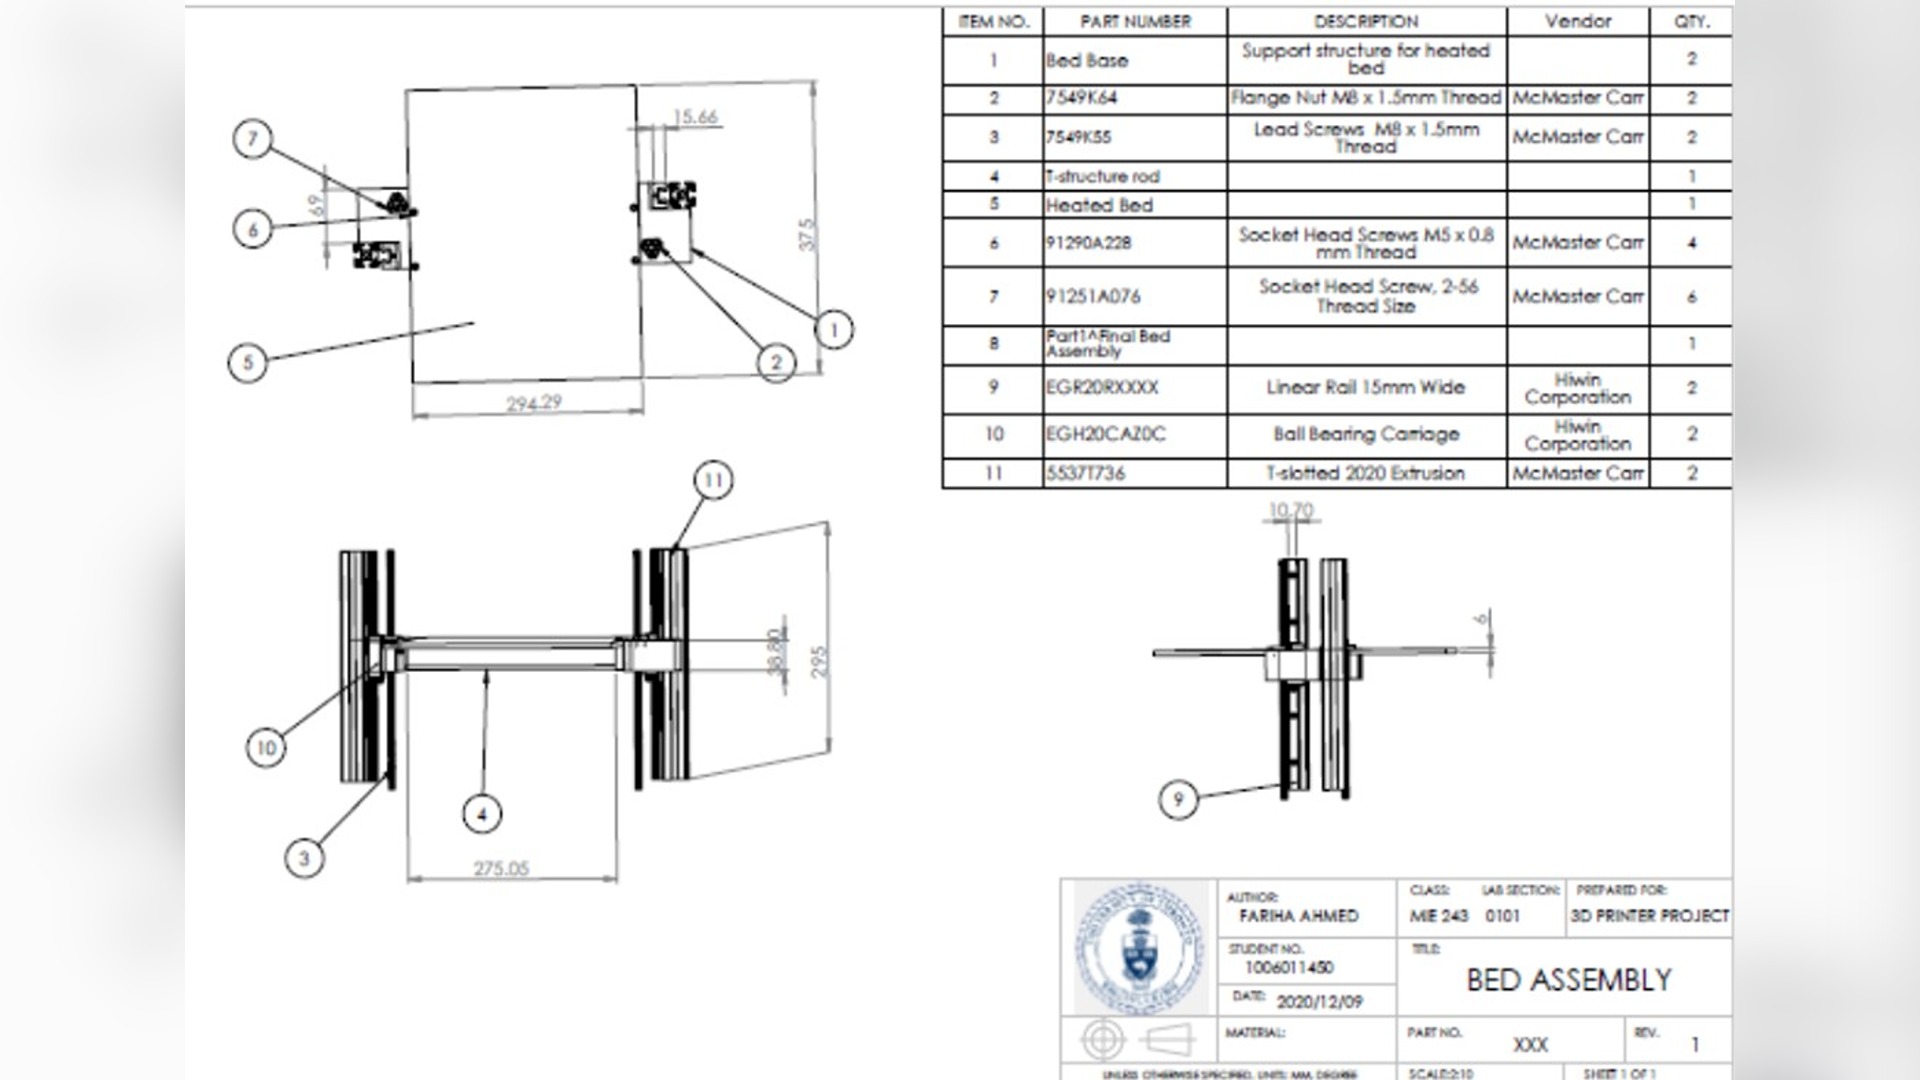 ITEM NO. PART NUMBER DESCRIPTION Vendor QTY.
1 Bed Base Support structure for heated bed 2
2 7549K64 Flange Nut M8 x 1.5mm Thread McMaster Carr 2
3 7549K55 Lead Screws M8 x 1.5mm Thread McMaster Carr 2
4 T-structure rod 1
5 Heated Bed 1
6 91290A228 Socket Head Screws M5 x 0.8 mm Thread McMaster Carr 4
7 91251A076 Socket Head Screw, 2-56 Thread Size McMaster Carr 6
8 Part1^Final Bed Assembly 1
9 EGR20RXXXX Linear Rail 15mm Wide Hiwin Corporation 2
10 EGH20CAZ0C Ball Bearing Carriage Hiwin Corporation 2
11 5537T736 T-slotted 2020 Extrusion McMaster Carr 2
15.66
7
69
6
375
1
5
2
294.29
11
10.70
6
38.80
295
10
4
9
3
275.05
AUTHOR:
FARIHA AHMED
CLASS: LAB SECTION: PREPARED FOR:
MIE 243 0101 3D PRINTER PROJECT
STUDENT NO.
1006011450
TITLE:
BED ASSEMBLY
DATE: 2020/12/09
MATERIAL:
PART NO.
XXX
REV.
1
UNLESS OTHERWISE SPECIFIED, UNITS: MM, DEGREE
SCALE:2:10
SHEET 1 OF 1